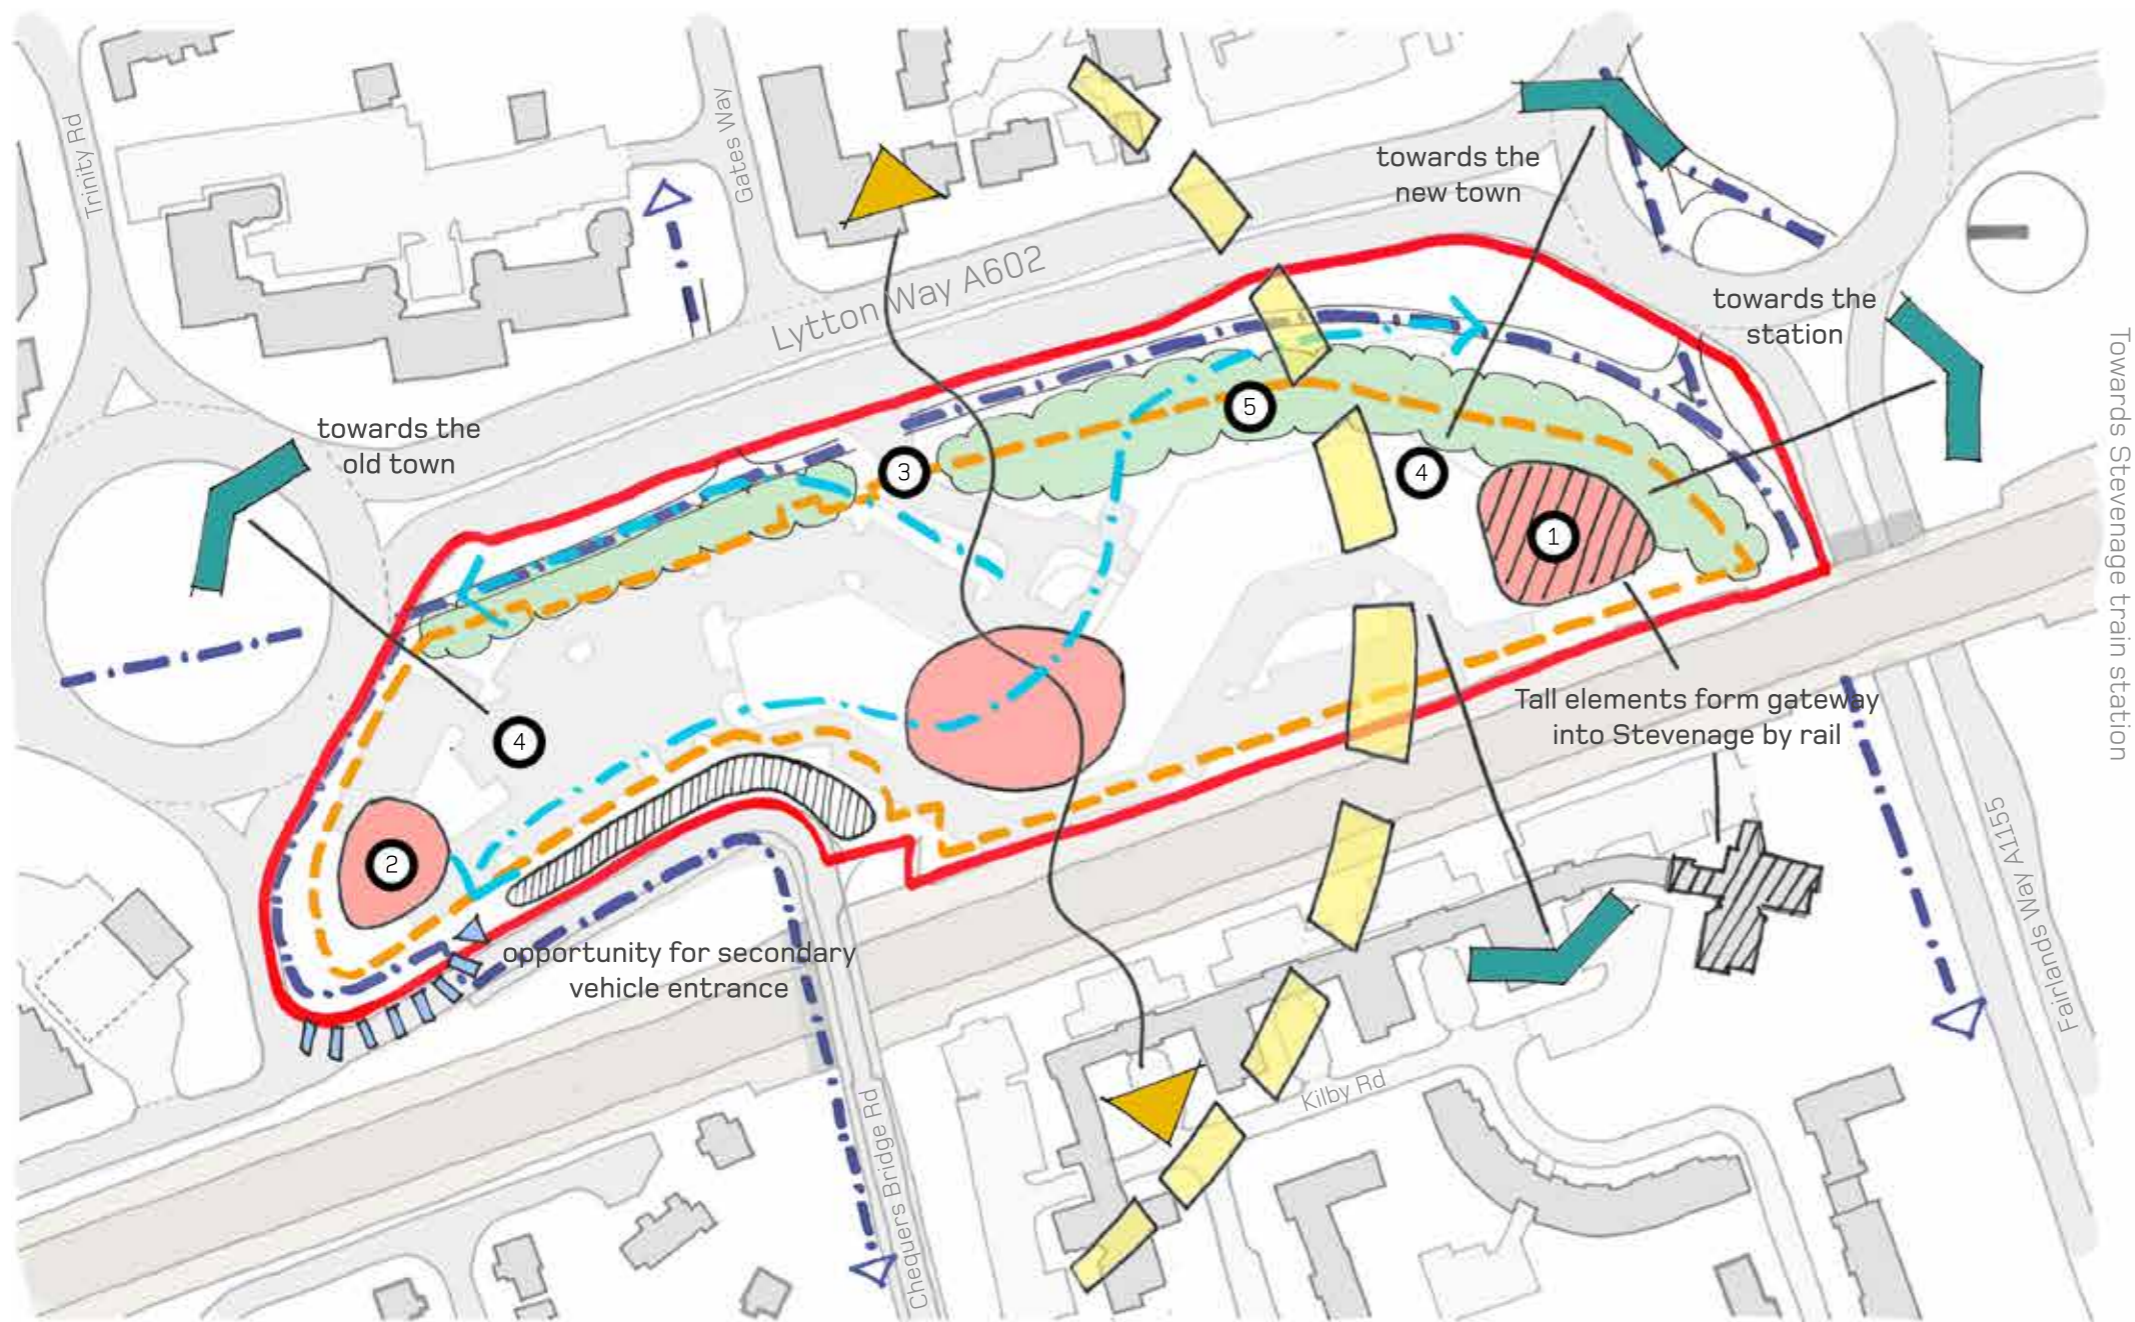 Trinity Rd
Gates Way
Lytton Way A602
towards the
new town
towards the
station
Towards Stevenage train station
towards the
old town
5
3
4
1
4
2
Tall elements form gateway
into Stevenage by rail
opportunity for secondary
vehicle entrance
Fairlands Way A1155
Kilby Rd
Chequers Bridge Rd